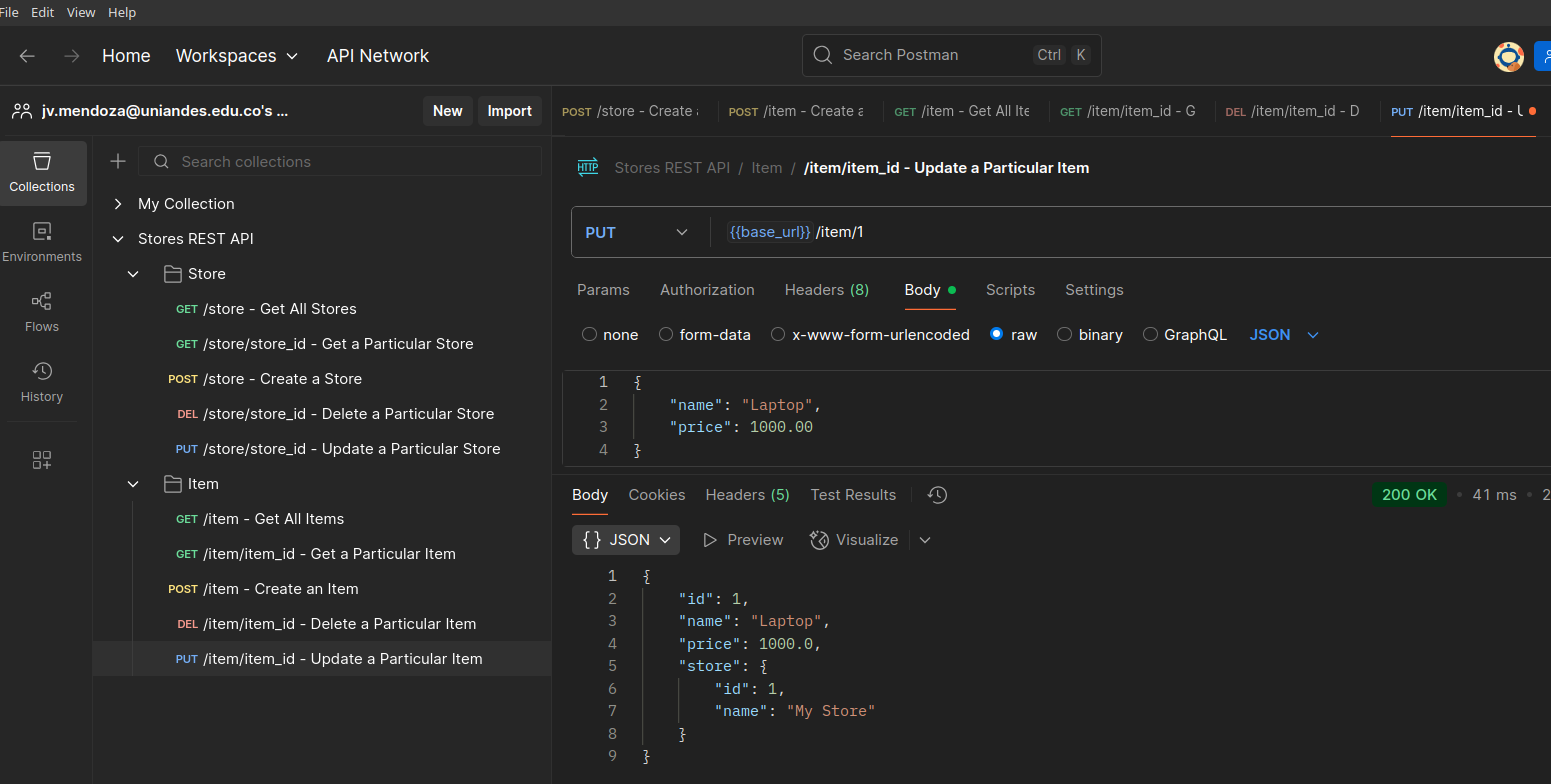 File Edit View Help
Home Workspaces API Network Search Postman Ctrl K
jv.mendoza@uniandes.edu.co's ... New Import
POST /store - Create POST /item - Create a GET /item - Get All Ite GET /item/item_id - G DEL /item/item_id - D PUT /item/item_id - U
Collections
Environments
Flows
History
Search collections
My Collection
Stores REST API
Store
GET /store - Get All Stores
GET /store/store_id - Get a Particular Store
POST /store - Create a Store
DEL /store/store_id - Delete a Particular Store
PUT /store/store_id - Update a Particular Store
Item
GET /item - Get All Items
GET /item/item_id - Get a Particular Item
POST /item - Create an Item
DEL /item/item_id - Delete a Particular Item
PUT /item/item_id - Update a Particular Item
HTTP Stores REST API / Item / /item/item_id - Update a Particular Item
PUT {{base_url}} /item/1
Params Authorization Headers (8) Body Scripts Settings
none form-data x-www-form-urlencoded raw binary GraphQL JSON
1 {
2 "name": "Laptop",
3 "price": 1000.00
4 }
Body Cookies Headers (5) Test Results 200 OK • 41 ms • 2
{} JSON Preview Visualize
1 {
2 "id": 1,
3 "name": "Laptop",
4 "price": 1000.0,
5 "store": {
6 "id": 1,
7 "name": "My Store"
8 }
9 }